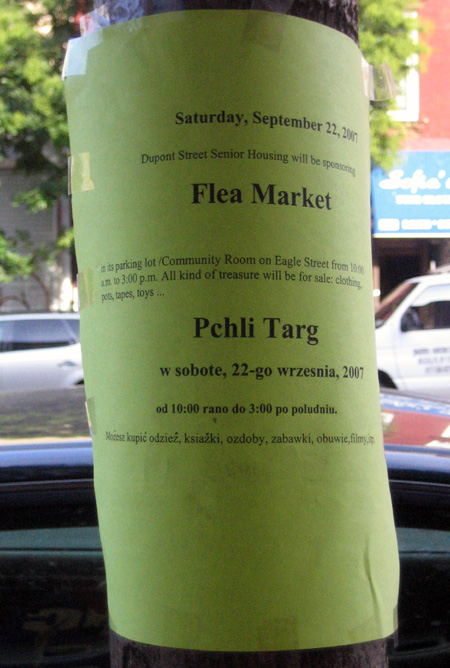 Saturday, September 22, 2007
Dupont Street Senior Housing will be sponsoring
Flea Market
in its parking lot /Community Room on Eagle Street from 10:00
a.m. to 3:00 p.m. All kind of treasure will be for sale: clothing,
pots, tapes, toys ...
Pchli Targ
w sobote, 22-go wrzesnia, 2007
od 10:00 rano do 3:00 po poludniu.
Możesz kupić odzież, książki, ozdoby, zabawki, obuwie,filmy,itp.